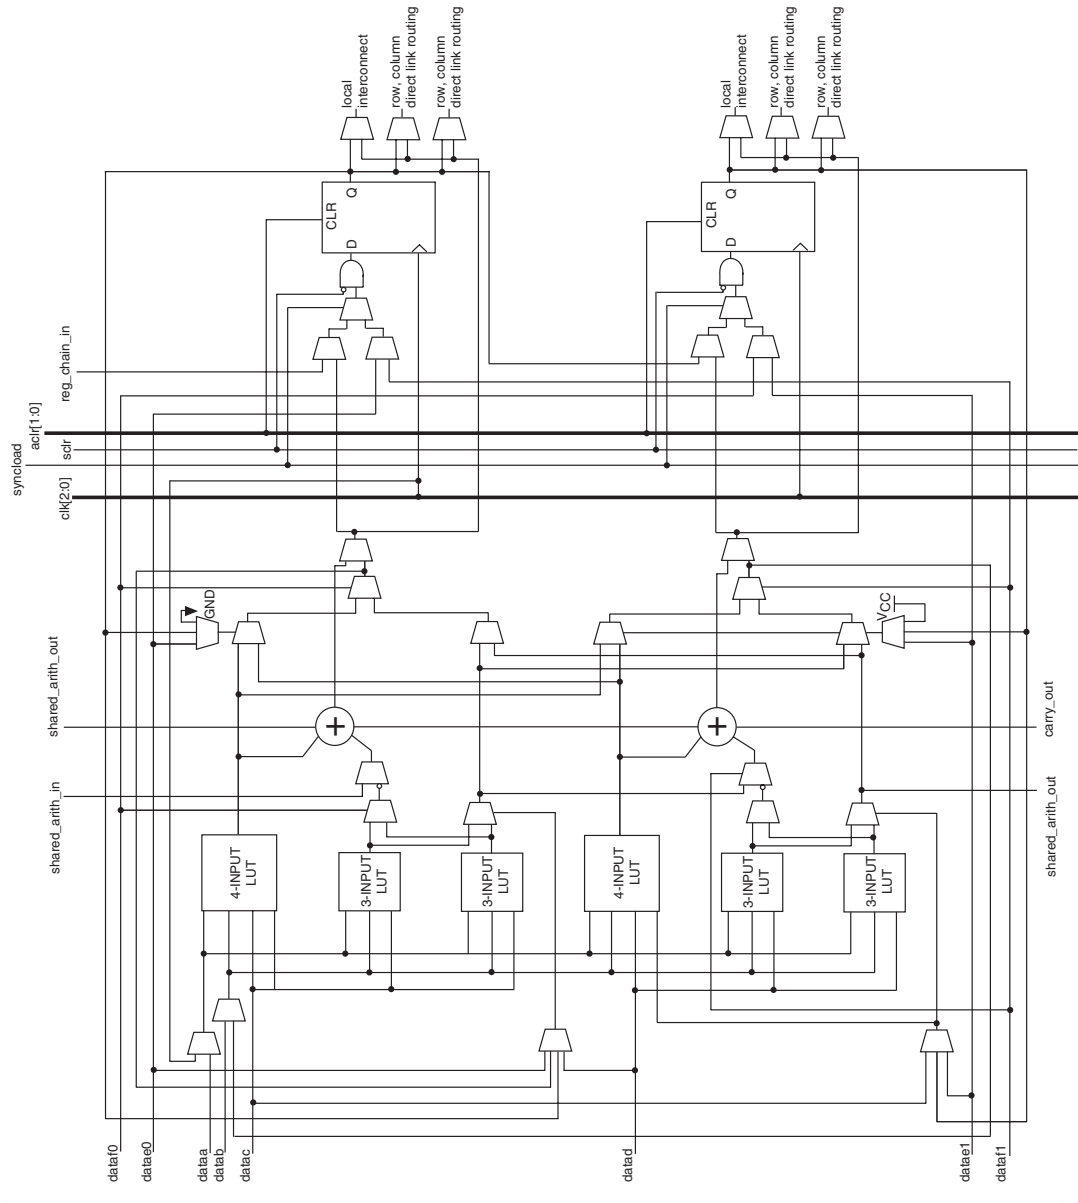 local
interconnect
row, column
direct link routing
row, column
direct link routing
local
interconnect
row, column
direct link routing
row, column
direct link routing
Q
CLR
D
Q
CLR
D
reg_chain_in
aclr[1:0]
sclr
syncload
clk[2:0]
GND
VCC
shared_arith_out
+
+
carry_out
shared_arith_in
shared_arith_out
4-INPUT
LUT
3-INPUT
LUT
3-INPUT
LUT
4-INPUT
LUT
3-INPUT
LUT
3-INPUT
LUT
dataf0
datae0
dataa
datab
datac
datad
datae1
dataf1